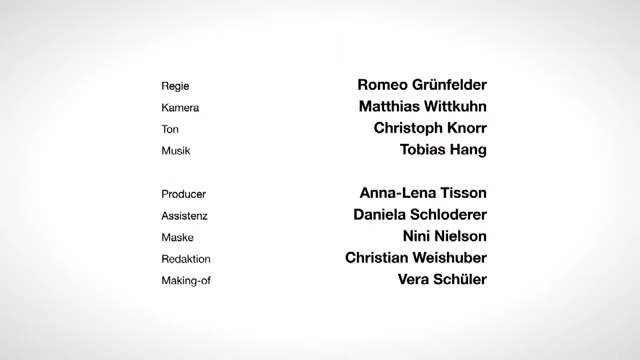 Regie Romeo Grünfelder
Kamera Matthias Wittkuhn
Ton Christoph Knorr
Musik Tobias Hang
Producer Anna-Lena Tisson
Assistenz Daniela Schloderer
Maske Nini Nielson
Redaktion Christian Weishuber
Making-of Vera Schüler